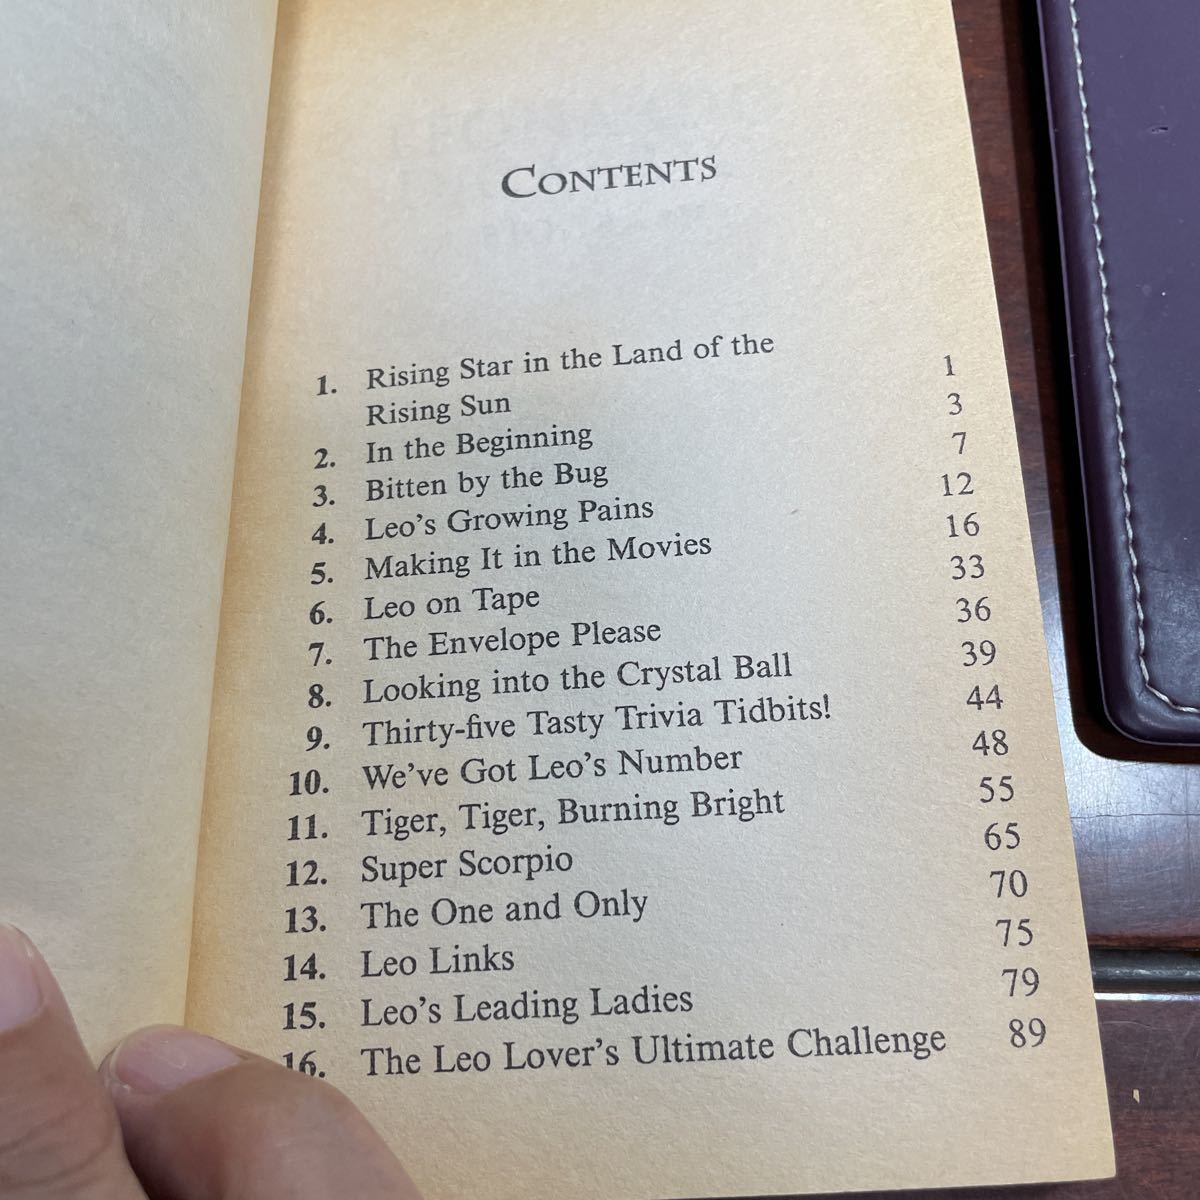 CONTENTS
1. Rising Star in the Land of the
Rising Sun 1
2. In the Beginning 3
3. Bitten by the Bug 7
4. Leo's Growing Pains 12
5. Making It in the Movies 16
6. Leo on Tape 33
7. The Envelope Please 36
8. Looking into the Crystal Ball 39
9. Thirty-five Tasty Trivia Tidbits! 44
10. We've Got Leo's Number 48
11. Tiger, Tiger, Burning Bright 55
12. Super Scorpio 65
13. The One and Only 70
14. Leo Links 75
15. Leo's Leading Ladies 79
16. The Leo Lover's Ultimate Challenge 89